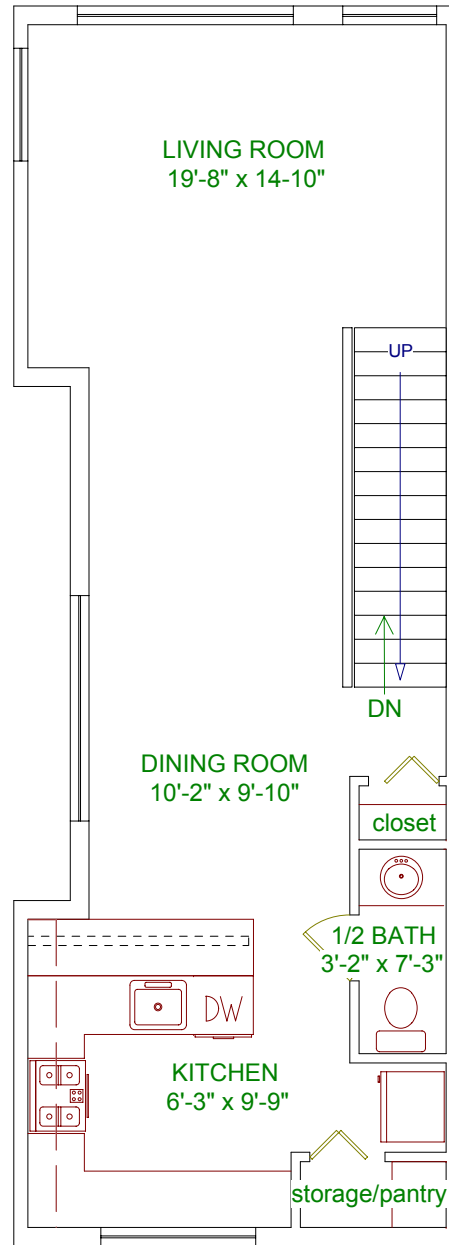 LIVING ROOM
19'-8" x 14-10"
UP
DN
DINING ROOM
10'-2" x 9'-10"
closet
1/2 BATH
3'-2" x 7'-3"
DW
KITCHEN
6'-3" x 9'-9"
storage/pantry